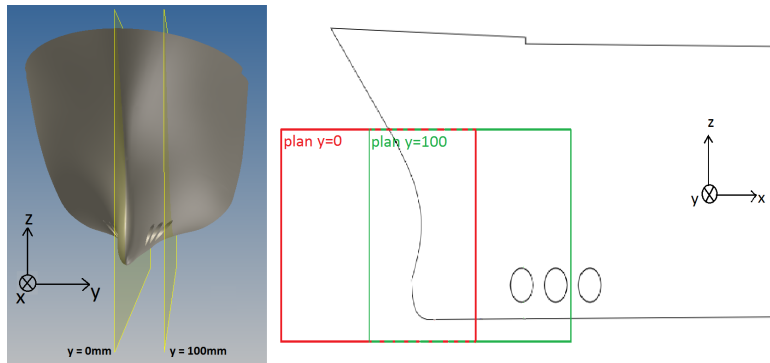 z
x
y
y = 0mm
y = 100mm
plan y=0
plan y=100
z
y
x